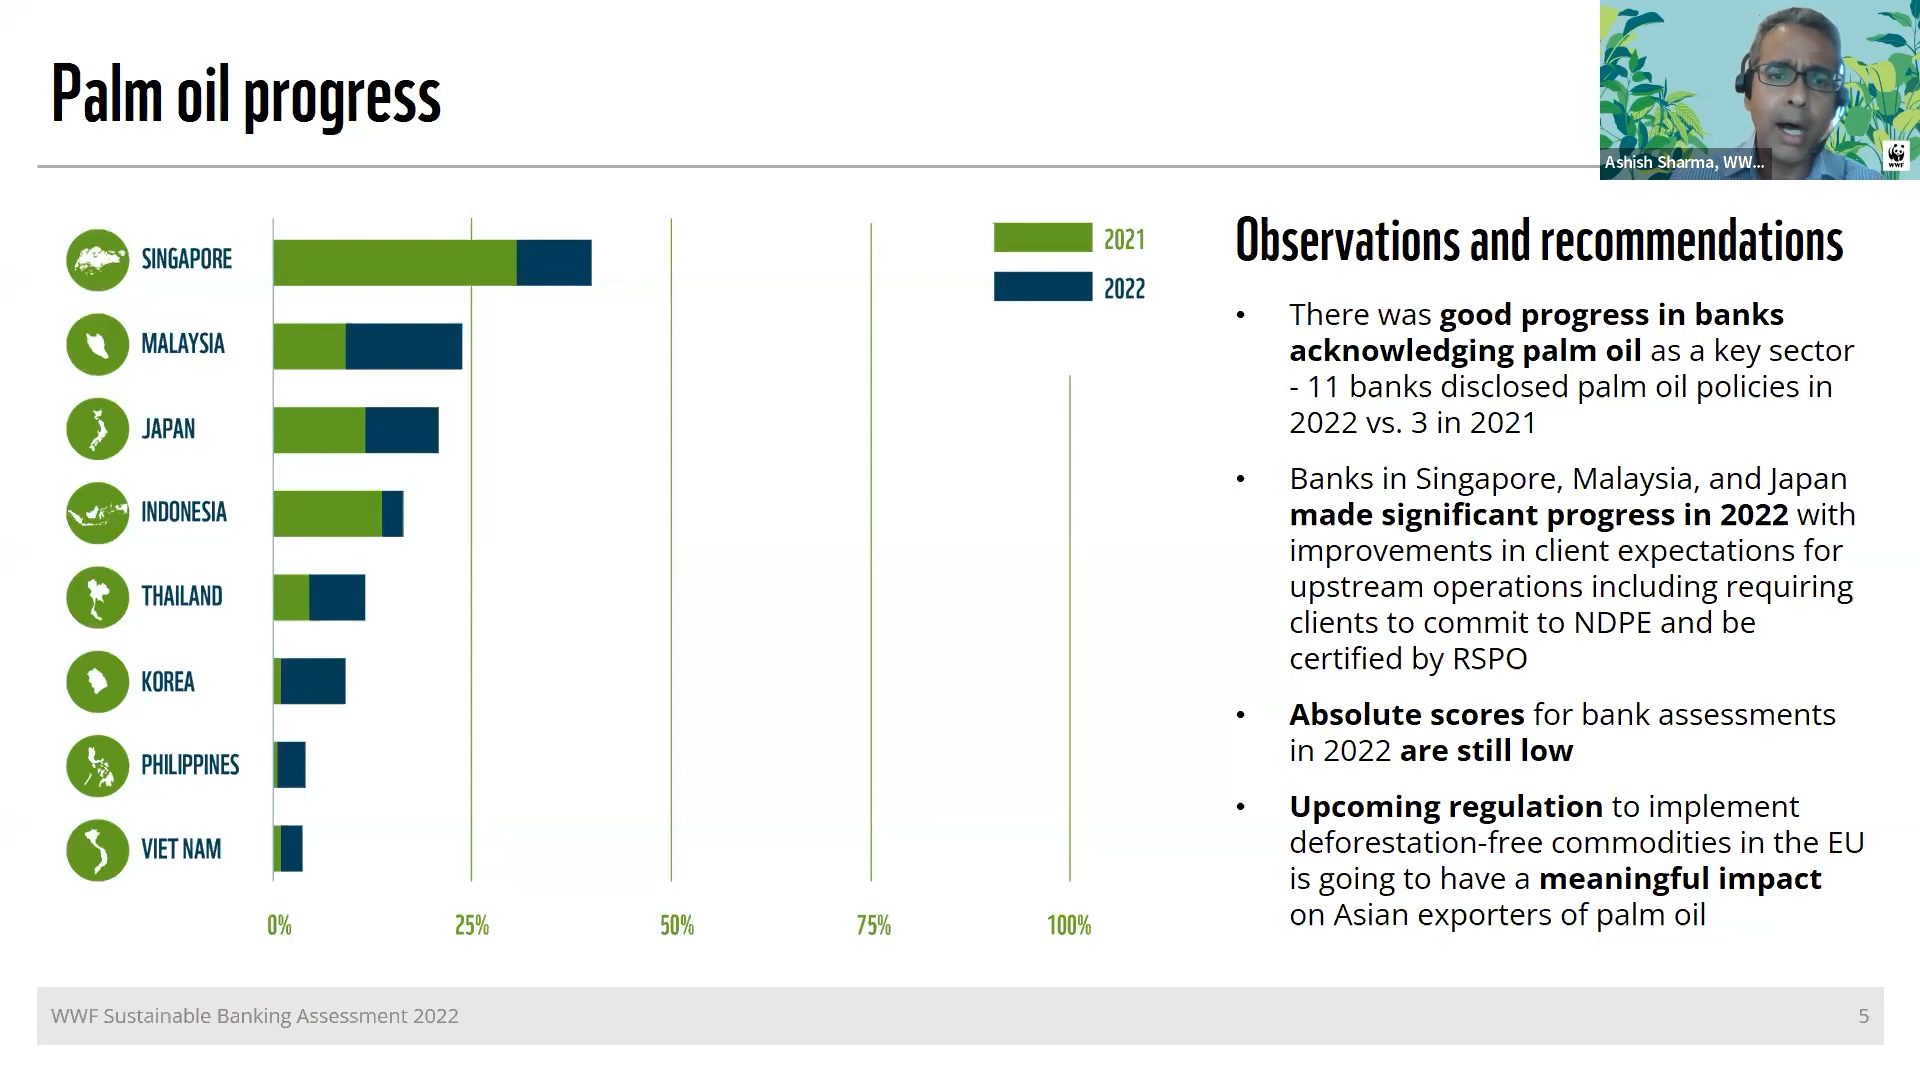 Palm oil progress
Ashish Sharma, WW...
WWF
SINGAPORE
MALAYSIA
JAPAN
INDONESIA
THAILAND
KOREA
PHILIPPINES
VIET NAM
0% 25% 50% 75% 100%
2021
2022
Observations and recommendations
• There was good progress in banks
acknowledging palm oil as a key sector
- 11 banks disclosed palm oil policies in
2022 vs. 3 in 2021
• Banks in Singapore, Malaysia, and Japan
made significant progress in 2022 with
improvements in client expectations for
upstream operations including requiring
clients to commit to NDPE and be
certified by RSPO
• Absolute scores for bank assessments
in 2022 are still low
• Upcoming regulation to implement
deforestation-free commodities in the EU
is going to have a meaningful impact
on Asian exporters of palm oil
WWF Sustainable Banking Assessment 2022
5